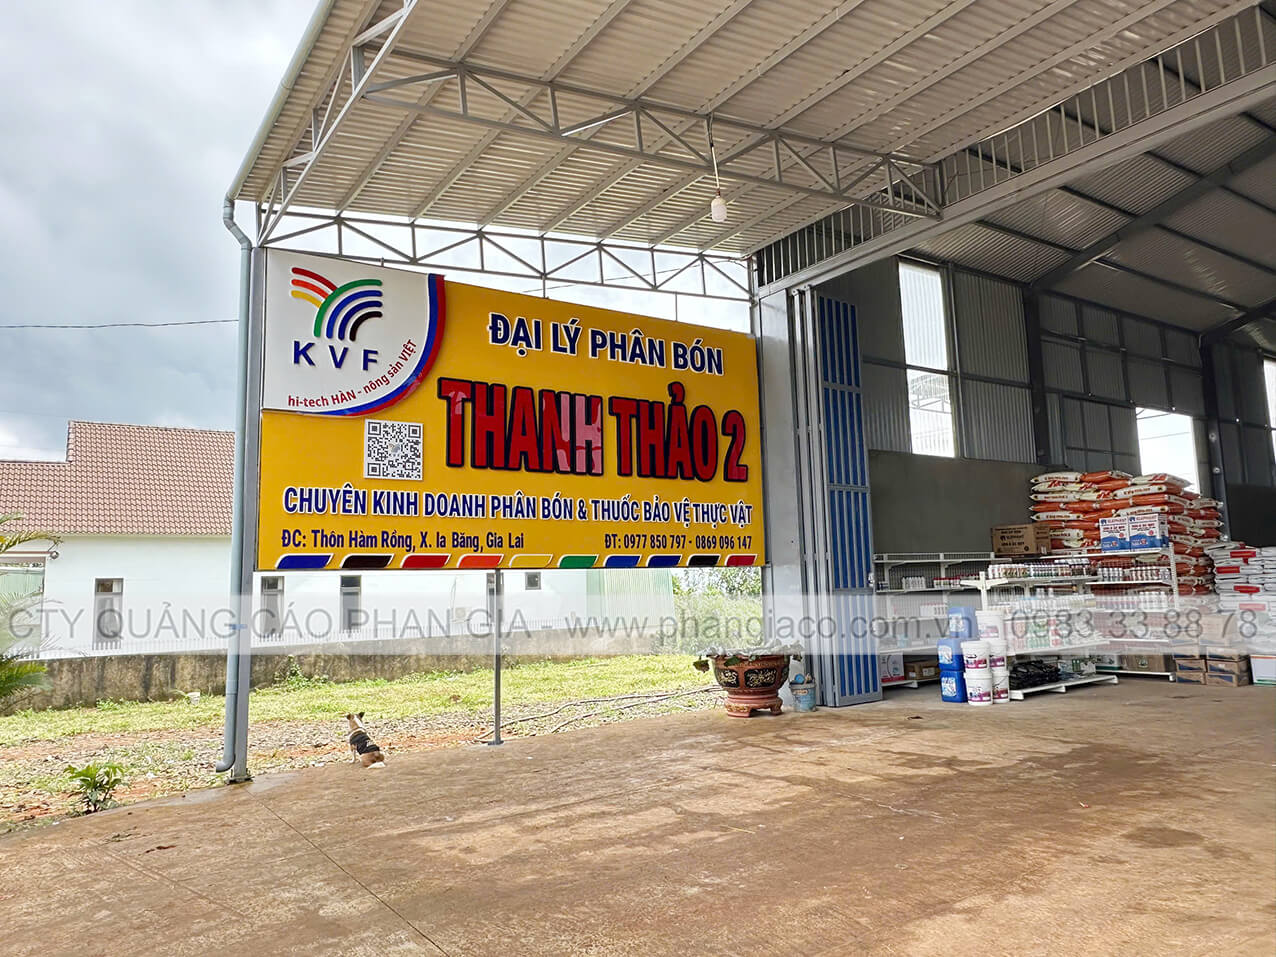 KVF
hi-tech HÀN - nông sản VIỆT
ĐẠI LÝ PHÂN BÓN
THANH THẢO 2
CHUYÊN KINH DOANH PHÂN BÓN & THUỐC BẢO VỆ THỰC VẬT
ĐC: Thôn Hàm Rồng, X. Ia Băng, Gia Lai
ĐT: 0977 850 797 - 0869 096 147
CTY QUẢNG CÁO PHAN GIA www.phangiaco.com.vn | 0983 33 88 78